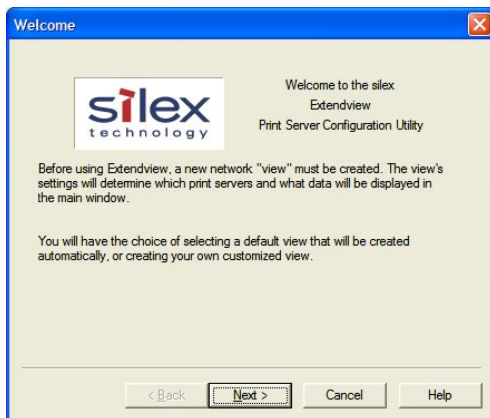 Welcome
silex
technology
Welcome to the silex
Extendview
Print Server Configuration Utility
Before using Extendview, a new network "view" must be created. The view's
settings will determine which print servers and what data will be displayed in
the main window.
You will have the choice of selecting a default view that will be created
automatically, or creating your own customized view.
< Back
Next >
Cancel
Help